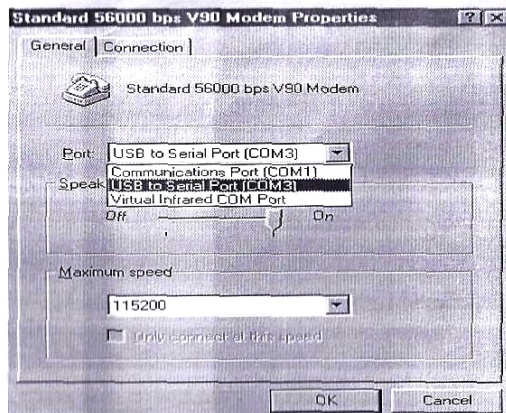 Standard 56000 bps V90 Modem Properties
General Connection
Standard 56000 bps V90 Modem
Port: USB to Serial Port (COM3)
Communications Port (COM1)
USB to Serial Port (COM3)
Virtual Infrared COM Port
Speak
Off On
Maximum speed
115200
Only connect at this speed
OK Cancel